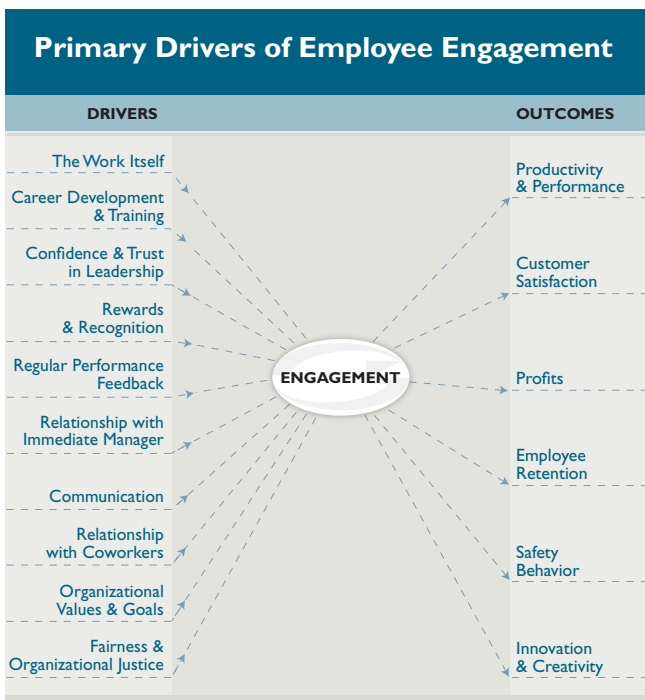 Primary Drivers of Employee Engagement
DRIVERS
OUTCOMES
The Work Itself
Career Development
& Training
Confidence & Trust
in Leadership
Rewards
& Recognition
Regular Performance
Feedback
Relationship with
Immediate Manager
Communication
Relationship
with Coworkers
Organizational
Values & Goals
Fairness &
Organizational Justice
ENGAGEMENT
Productivity
& Performance
Customer
Satisfaction
Profits
Employee
Retention
Safety
Behavior
Innovation
& Creativity